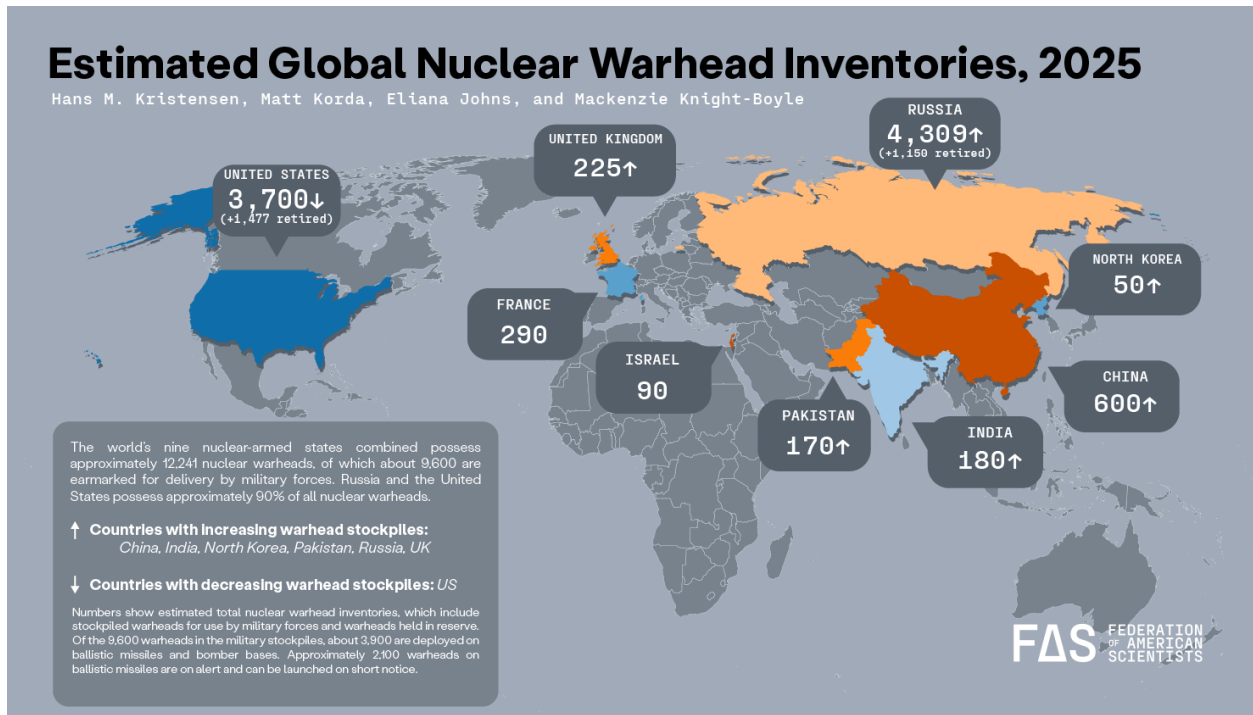 Estimated Global Nuclear Warhead Inventories, 2025
Hans M. Kristensen, Matt Korda, Eliana Johns, and Mackenzie Knight-Boyle
RUSSIA
4,309↑
(+1,150 retired)
UNITED KINGDOM
225↑
UNITED STATES
3,700↓
(+1,477 retired)
NORTH KOREA
50↑
FRANCE
290
ISRAEL
90
CHINA
600↑
PAKISTAN
170↑
INDIA
180↑
The world's nine nuclear-armed states combined possess
approximately 12,241 nuclear warheads, of which about 9,600 are
earmarked for delivery by military forces. Russia and the United
States possess approximately 90% of all nuclear warheads.
↑ Countries with increasing warhead stockpiles:
China, India, North Korea, Pakistan, Russia, UK
↓ Countries with decreasing warhead stockpiles: US
Numbers show estimated total nuclear warhead inventories, which include
stockpiled warheads for use by military forces and warheads held in reserve.
Of the 9,600 warheads in the military stockpiles, about 3,900 are deployed on
ballistic missiles and bomber bases. Approximately 2,100 warheads on
ballistic missiles are on alert and can be launched on short notice.
FAS
FEDERATION
OF AMERICAN
SCIENTISTS